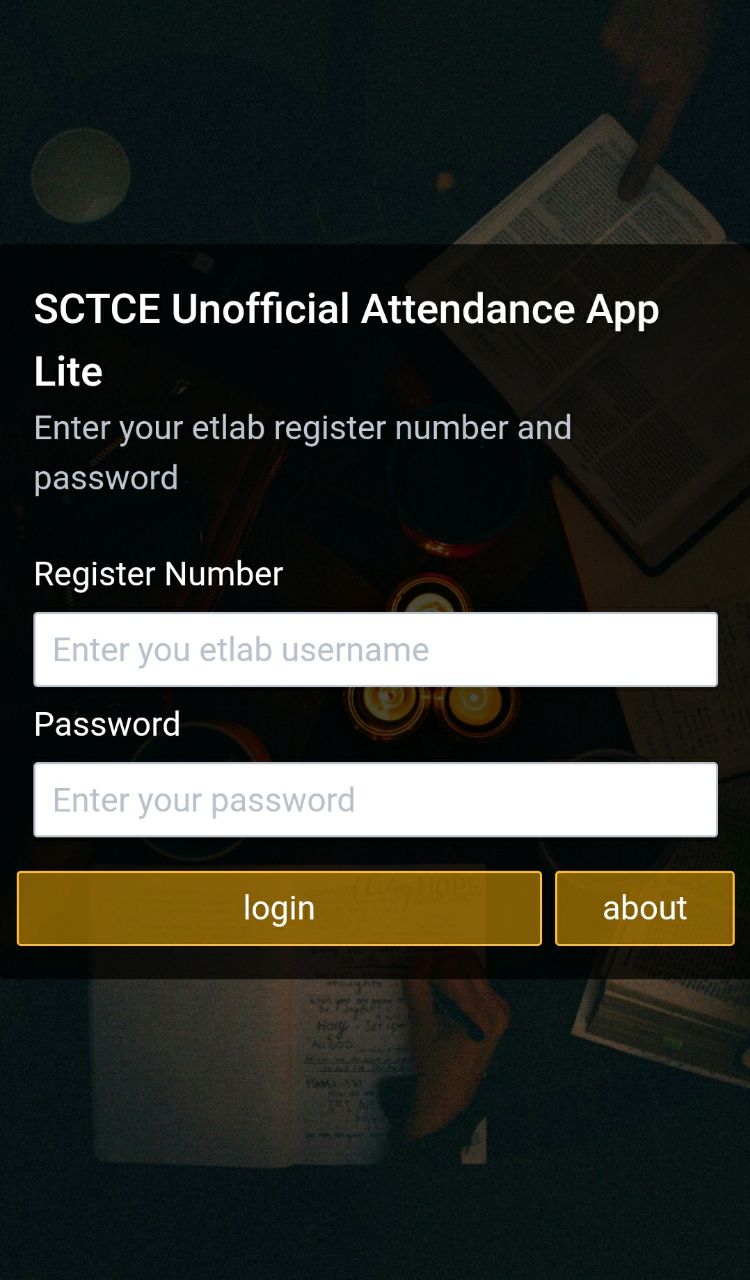 SCTCE Unofficial Attendance App
Lite
Enter your etlab register number and
password
Register Number
Enter you etlab username
Password
Enter your password
login
about